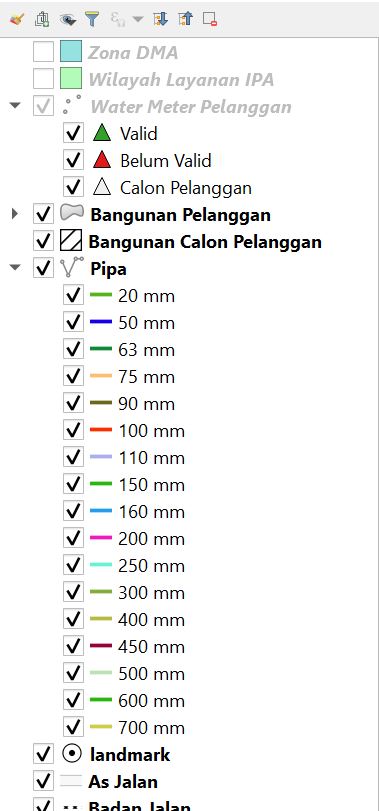 Zona DMA
Wilayah Layanan IPA
Water Meter Pelanggan
Valid
Belum Valid
Calon Pelanggan
Bangunan Pelanggan
Bangunan Calon Pelanggan
Pipa
20 mm
50 mm
63 mm
75 mm
90 mm
100 mm
110 mm
150 mm
160 mm
200 mm
250 mm
300 mm
400 mm
450 mm
500 mm
600 mm
700 mm
landmark
As Jalan
Badan Jalan